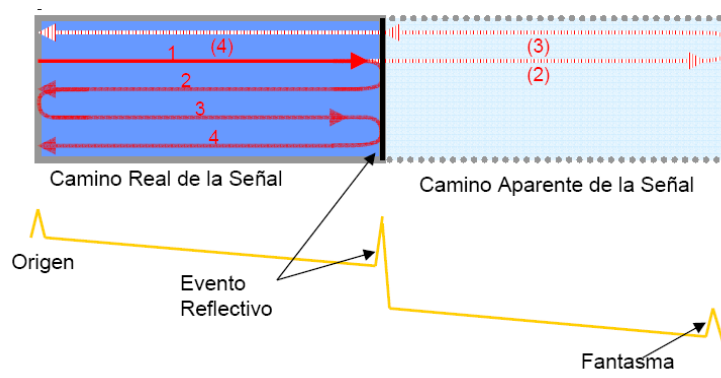 (4)
1
(3)
(2)
2
3
4
Camino Real de la Señal
Camino Aparente de la Señal
Origen
Evento
Reflectivo
Fantasma